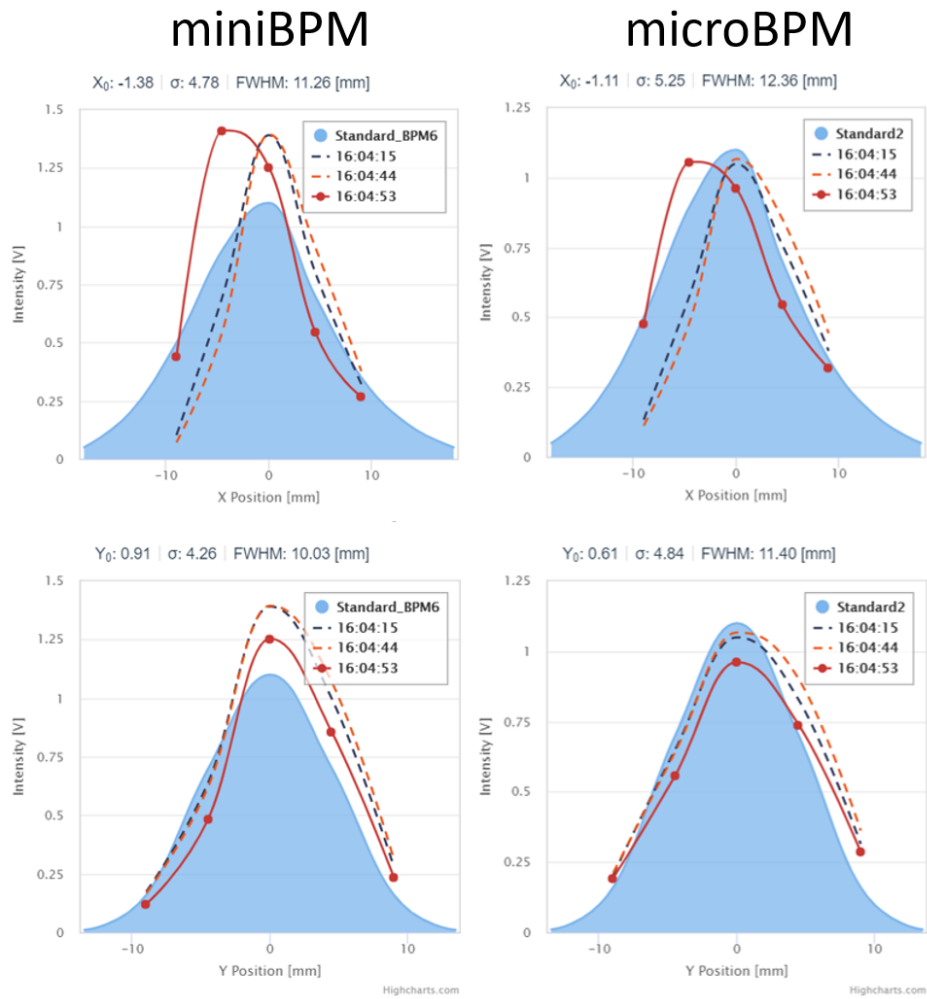 miniBPM
microBPM
X₀: -1.38 | σ: 4.78 | FWHM: 11.26 [mm]
1.5
1.25
1
0.75
0.5
0.25
0
Intensity [V]
Standard_BPM6
16:04:15
16:04:44
16:04:53
-10
0
10
X Position [mm]
X₀: -1.11 | σ: 5.25 | FWHM: 12.36 [mm]
1.25
1
0.75
0.5
0.25
0
Intensity [V]
Standard2
16:04:15
16:04:44
16:04:53
-10
0
10
X Position [mm]
Y₀: 0.91 | σ: 4.26 | FWHM: 10.03 [mm]
1.5
1.25
1
0.75
0.5
0.25
0
Intensity [V]
Standard_BPM6
16:04:15
16:04:44
16:04:53
-10
0
10
Y Position [mm]
Highcharts.com
Y₀: 0.61 | σ: 4.84 | FWHM: 11.40 [mm]
1.25
1
0.75
0.5
0.25
0
Intensity [V]
Standard2
16:04:15
16:04:44
16:04:53
-10
0
10
Y Position [mm]
Highcharts.com